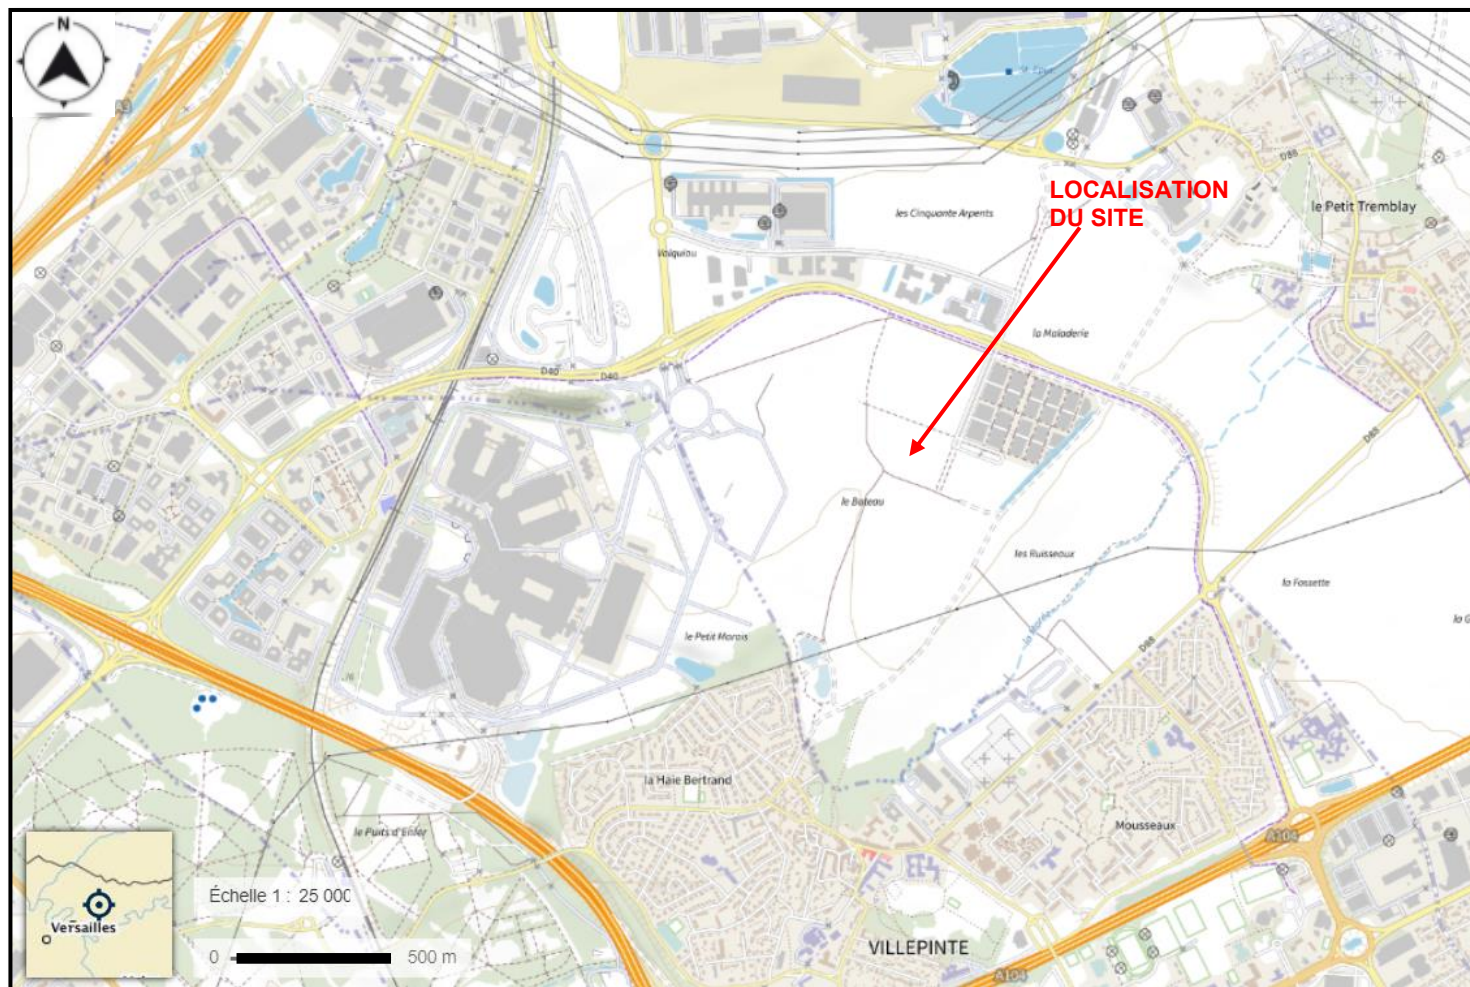 N
A3
le Petit Tremblay
D88
LOCALISATION
DU SITE
les Cinquante Arpents
la Maladerie
D40
D40
D88
le Bateau
les Ruisseaux
la Fossette
le Petit Marais
D88
la Haie Bertrand
le Puits d'Enfer
Mousseaux
A104
VILLEPINTE
A104
Versailles
Échelle 1 : 25 000
0
500 m